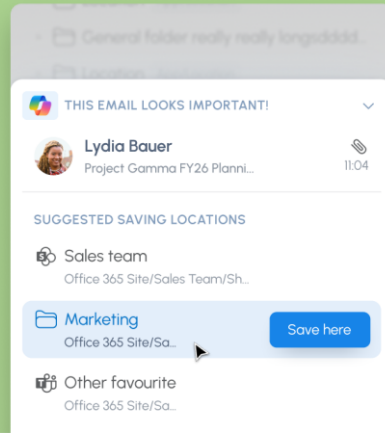 General folder really really longsdddd...
Location
THIS EMAIL LOOKS IMPORTANT!
Lydia Bauer
Project Gamma FY26 Planni...
11:04
SUGGESTED SAVING LOCATIONS
Sales team
Office 365 Site/Sales Team/Sh...
Marketing
Office 365 Site/Sa...
Save here
Other favourite
Office 365 Site/Sa...